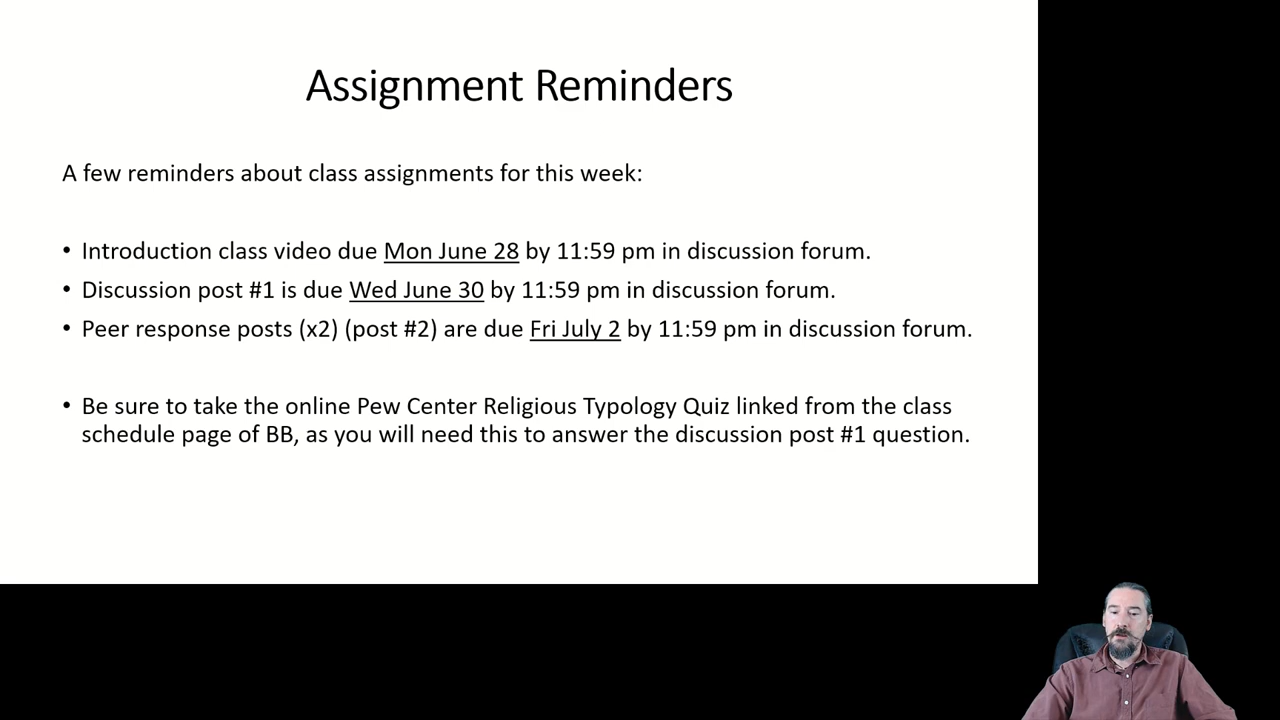 Assignment Reminders
A few reminders about class assignments for this week:
• Introduction class video due Mon June 28 by 11:59 pm in discussion forum.
• Discussion post #1 is due Wed June 30 by 11:59 pm in discussion forum.
• Peer response posts (x2) (post #2) are due Fri July 2 by 11:59 pm in discussion forum.
• Be sure to take the online Pew Center Religious Typology Quiz linked from the class
schedule page of BB, as you will need this to answer the discussion post #1 question.